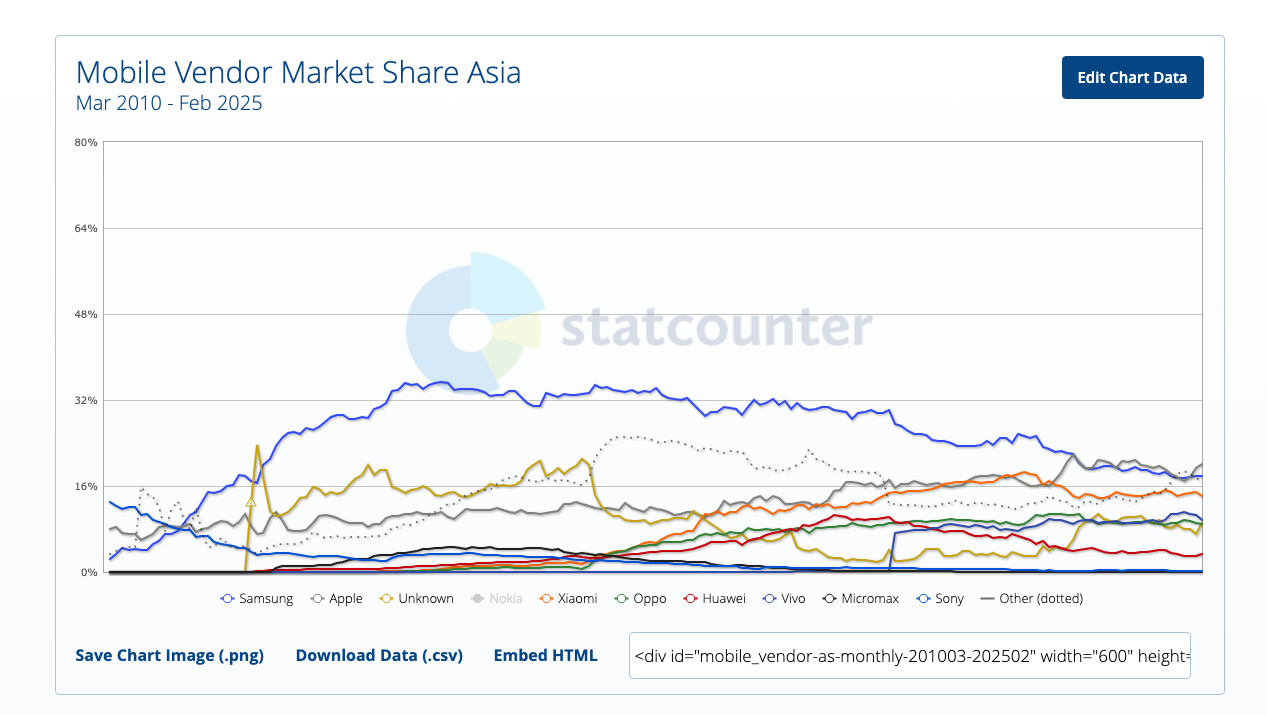 Mobile Vendor Market Share Asia
Mar 2010 - Feb 2025
Edit Chart Data
80%
64%
48%
32%
16%
0%
statcounter
Samsung Apple Unknown Nokia Xiaomi Oppo Huawei Vivo Micromax Sony Other (dotted)
Save Chart Image (.png) Download Data (.csv) Embed HTML <div id="mobile_vendor-as-monthly-201003-202502" width="600" height=